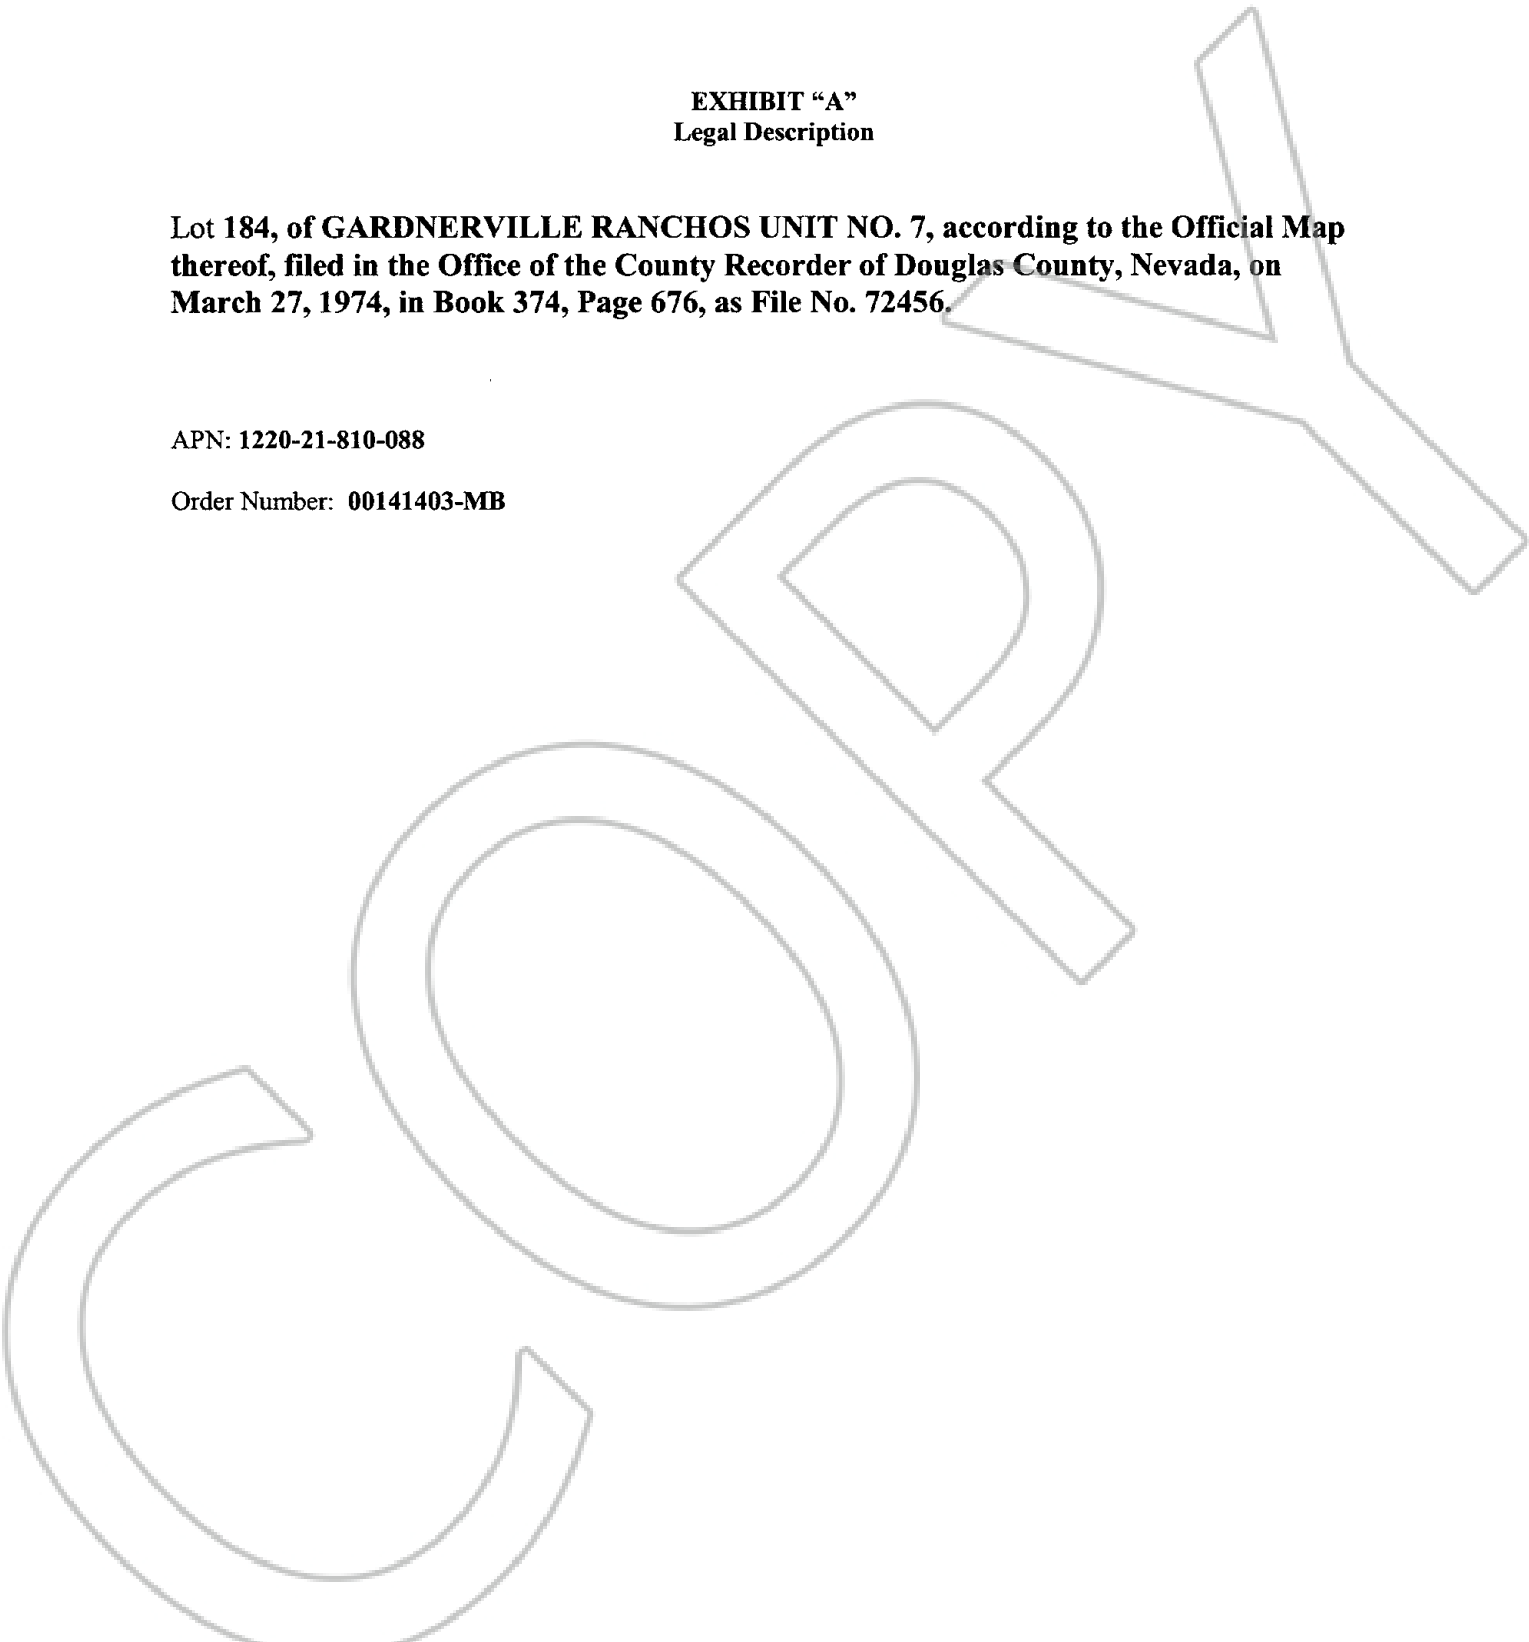 EXHIBIT “A”
Legal Description
Lot 184, of GARDNERVILLE RANCHOS UNIT NO. 7, according to the Official Map
thereof, filed in the Office of the County Recorder of Douglas County, Nevada, on
March 27, 1974, in Book 374, Page 676, as File No. 72456.
APN: 1220-21-810-088
Order Number: 00141403-MB
COPY